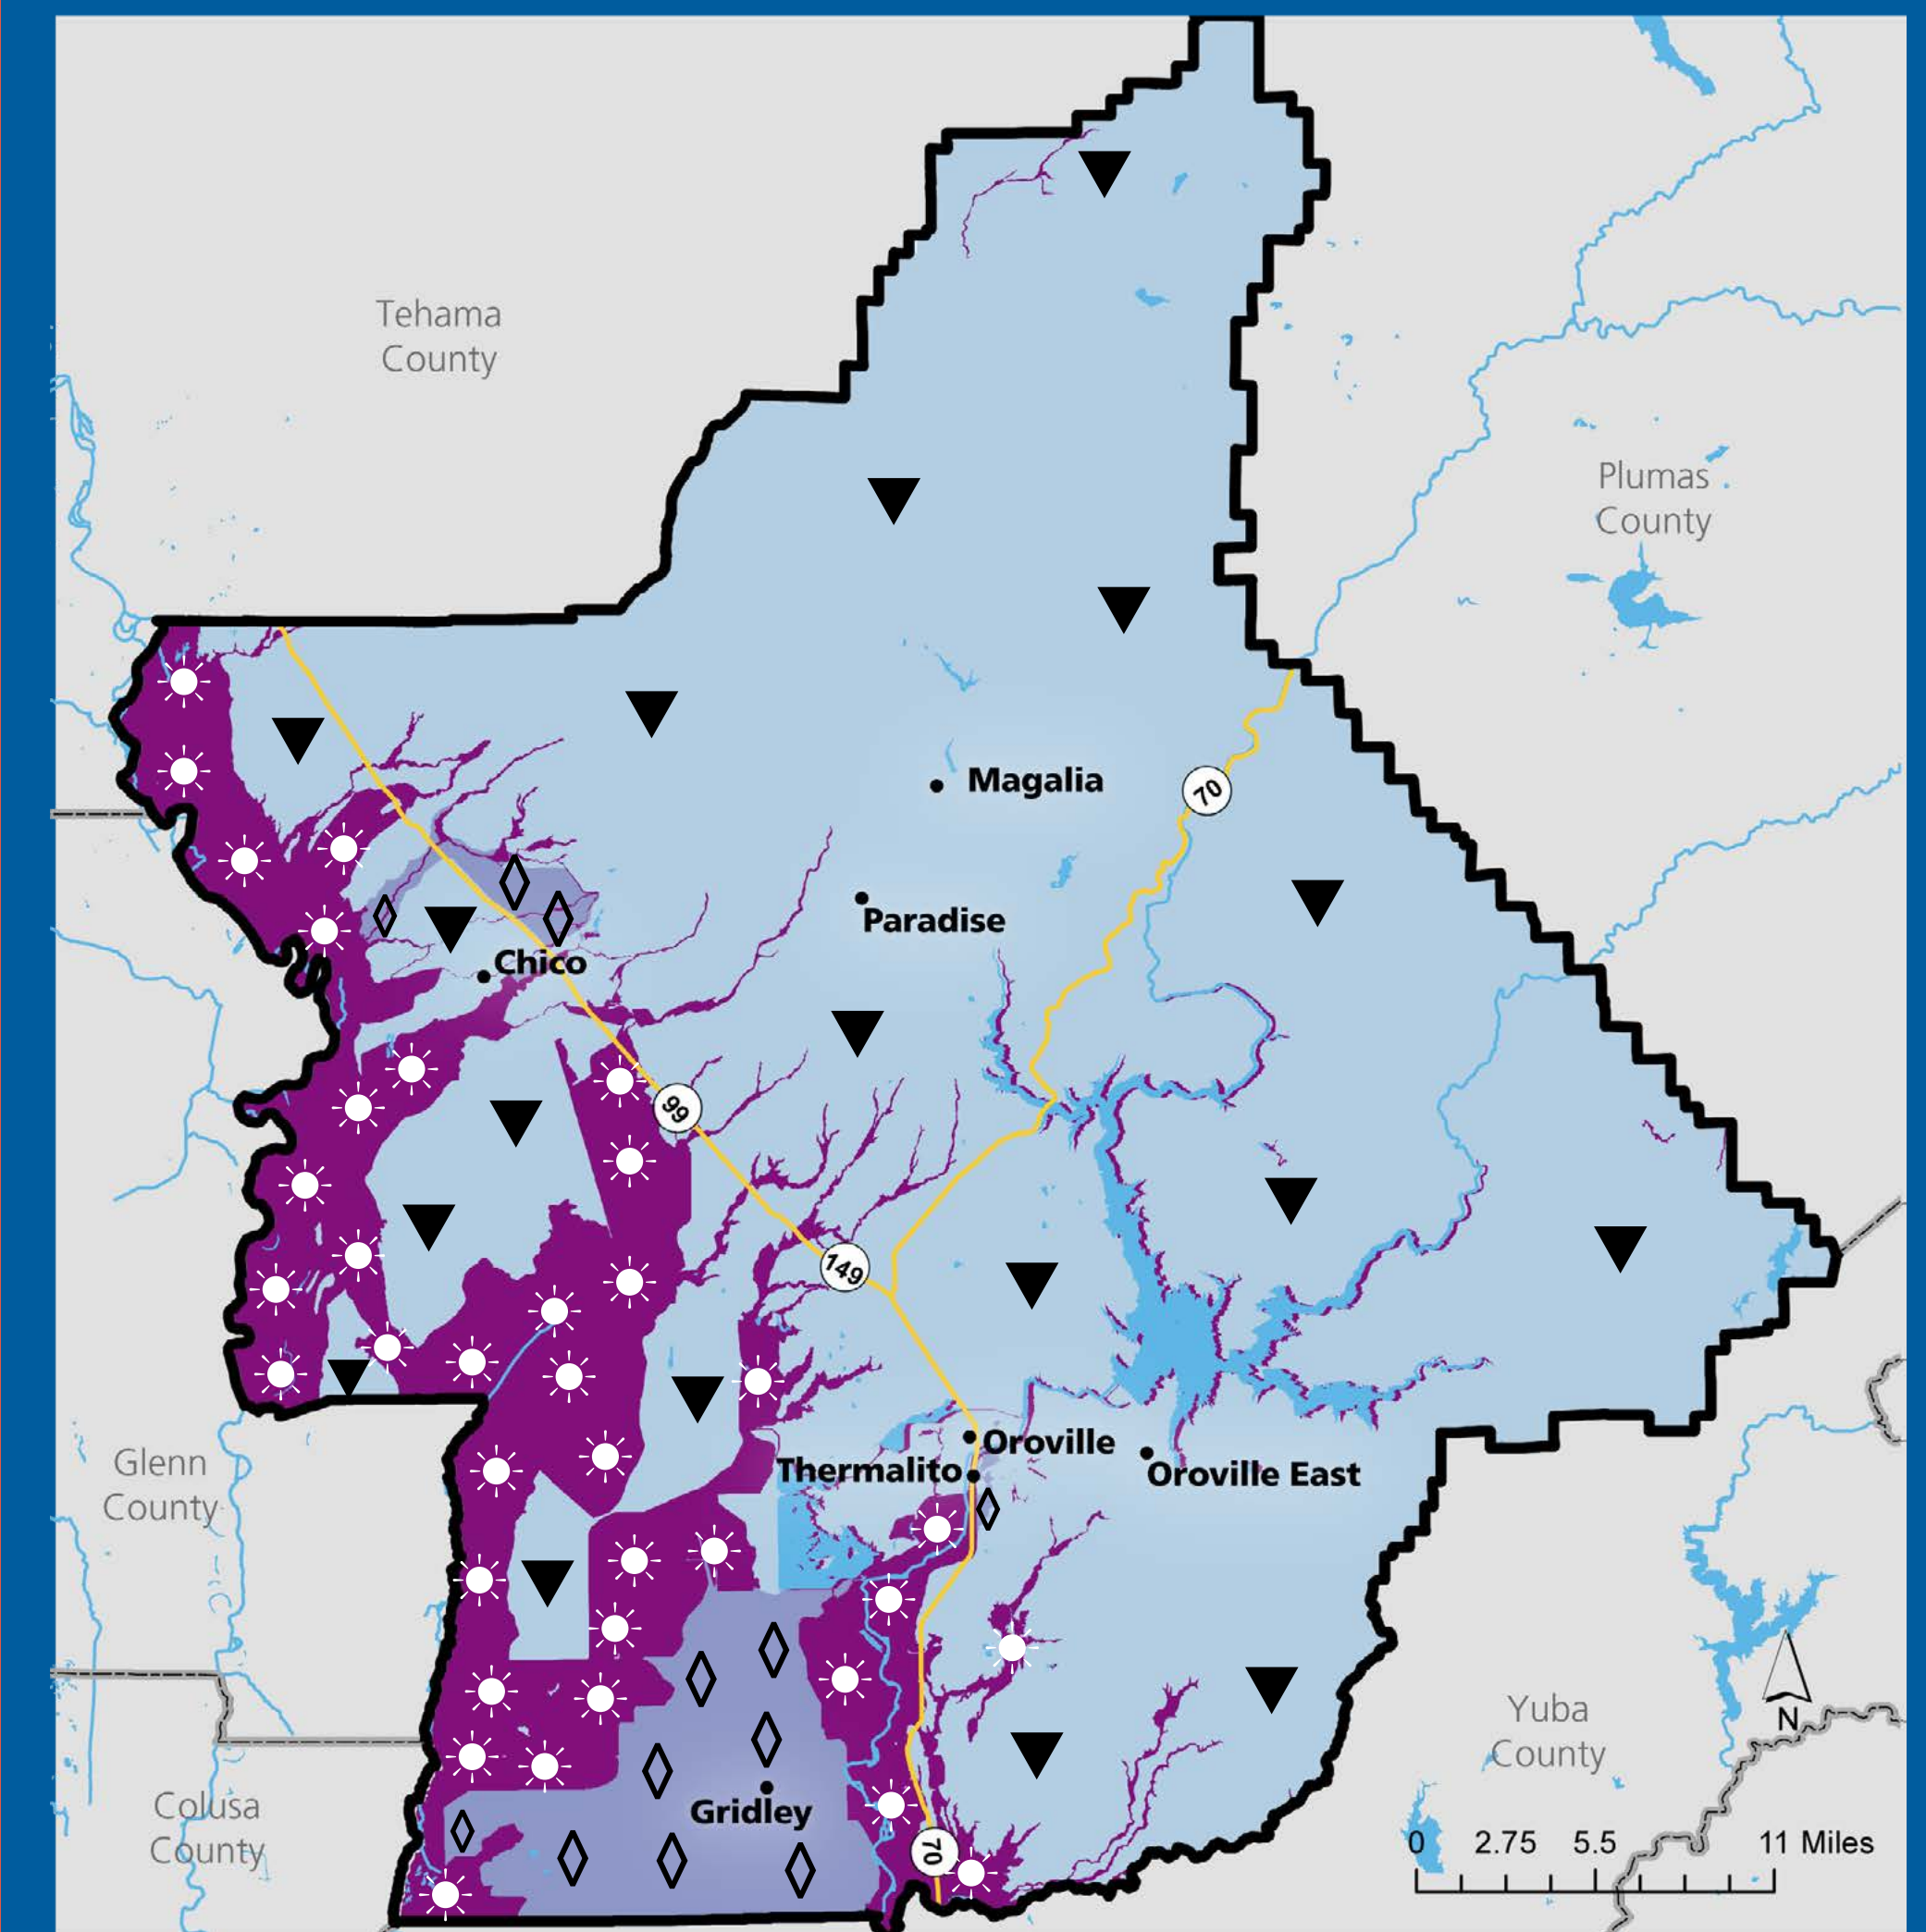 Tehama
County
Plumas
County
Magalia
70
Paradise
Chico
99
149
Oroville
Thermalito
Oroville East
Glenn
County
Yuba
County
N
Gridley
Colusa
County
70
0 2.75 5.5 11 Miles